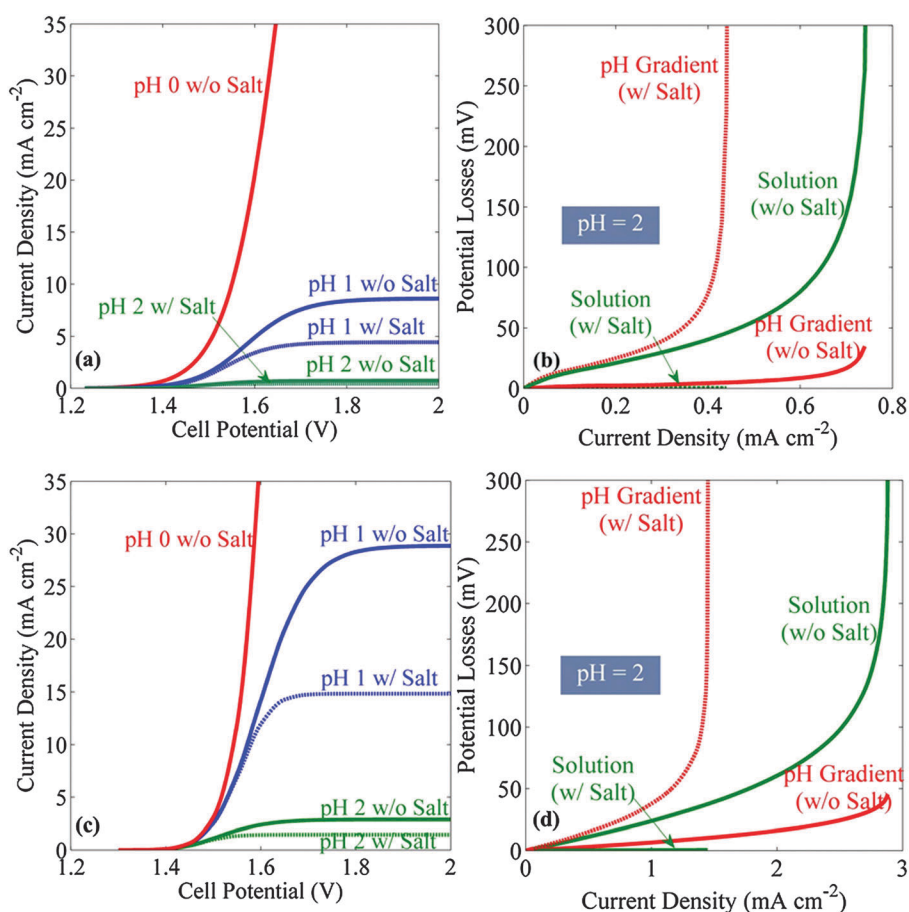 35
30
25
20
15
10
5
0
1.2
1.4
1.6
1.8
2
Current Density (mA cm-2)
Cell Potential (V)
pH 0 w/o Salt
pH 1 w/o Salt
pH 2 w/ Salt
pH 1 w/ Salt
pH 2 w/o Salt
(a)
300
250
200
150
100
50
0
0
0.2
0.4
0.6
0.8
Potential Losses (mV)
Current Density (mA cm-2)
pH Gradient
(w/ Salt)
Solution
(w/o Salt)
pH = 2
Solution
(w/ Salt)
pH Gradient
(w/o Salt)
(b)
35
30
25
20
15
10
5
0
1.2
1.4
1.6
1.8
2
Current Density (mA cm-2)
Cell Potential (V)
pH 0 w/o Salt
pH 1 w/o Salt
pH 1 w/ Salt
pH 2 w/o Salt
pH 2 w/ Salt
(c)
300
250
200
150
100
50
0
0
1
2
3
Potential Losses (mV)
Current Density (mA cm-2)
pH Gradient
(w/ Salt)
Solution
(w/o Salt)
pH = 2
Solution
(w/ Salt)
pH Gradient
(w/o Salt)
(d)